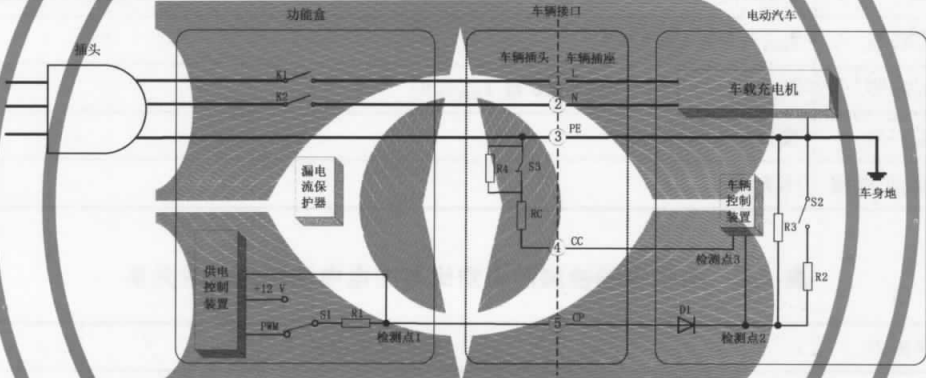 功能盒
车辆接口
电动汽车
插头
车辆插头
车辆插座
K1
L
车载充电机
K2
2
N
3
PE
R4
S3
漏电
流保
护器
车辆
控制
装置
车身地
S2
RC
R3
4
CC
检测点3
供电
控制
装置
+12 V
R2
S1
R1
PWM
检测点1
5
CP
D1
检测点2